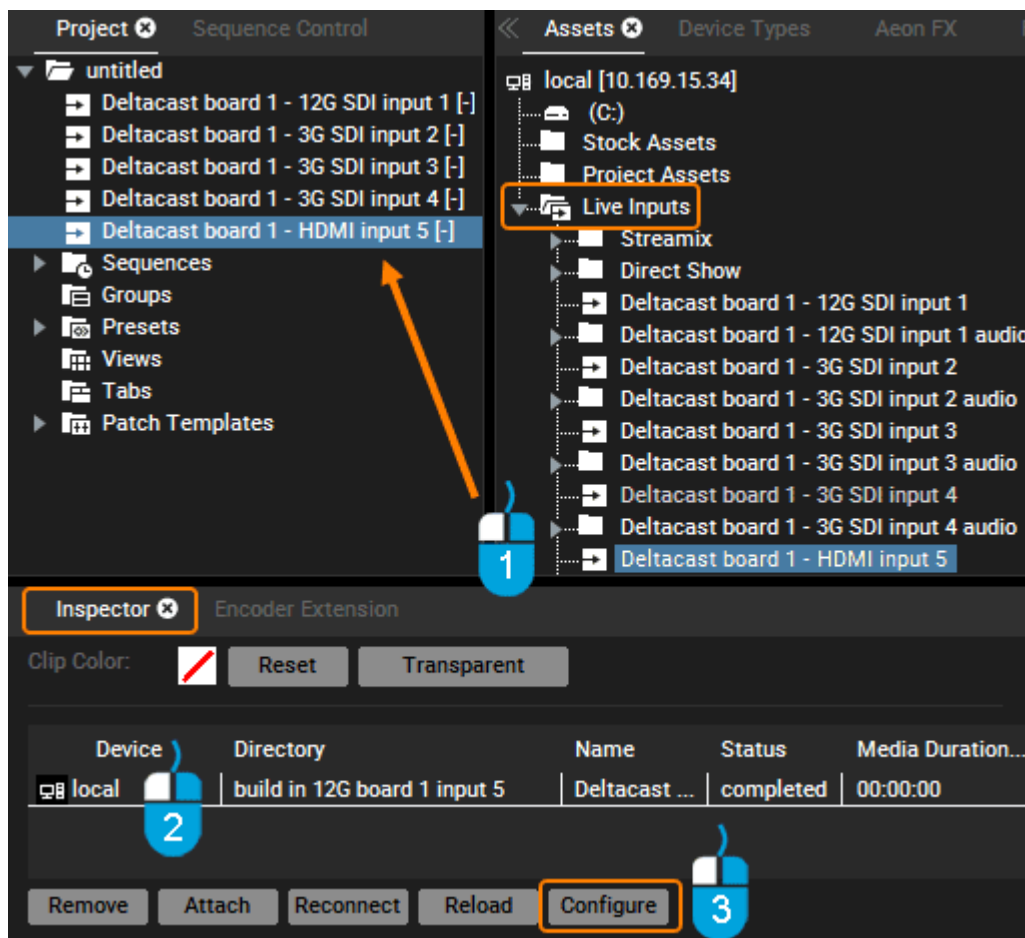 Project
Sequence Control
untitled
Deltacast board 1 - 12G SDI input 1 [-]
Deltacast board 1 - 3G SDI input 2 [-]
Deltacast board 1 - 3G SDI input 3 [-]
Deltacast board 1 - 3G SDI input 4 [-]
Deltacast board 1 - HDMI input 5 [-]
Sequences
Groups
Presets
Views
Tabs
Patch Templates
Assets
Device Types
Aeon FX
local [10.169.15.34]
(C:)
Stock Assets
Project Assets
Live Inputs
Streamix
Direct Show
Deltacast board 1 - 12G SDI input 1
Deltacast board 1 - 12G SDI input 1 audio
Deltacast board 1 - 3G SDI input 2
Deltacast board 1 - 3G SDI input 2 audio
Deltacast board 1 - 3G SDI input 3
Deltacast board 1 - 3G SDI input 3 audio
Deltacast board 1 - 3G SDI input 4
Deltacast board 1 - 3G SDI input 4 audio
Deltacast board 1 - HDMI input 5
1
Inspector
Encoder Extension
Clip Color:
Reset
Transparent
Device Directory Name Status Media Duration...
local build in 12G board 1 input 5 Deltacast ... completed 00:00:00
2
Remove Attach Reconnect Reload Configure
3